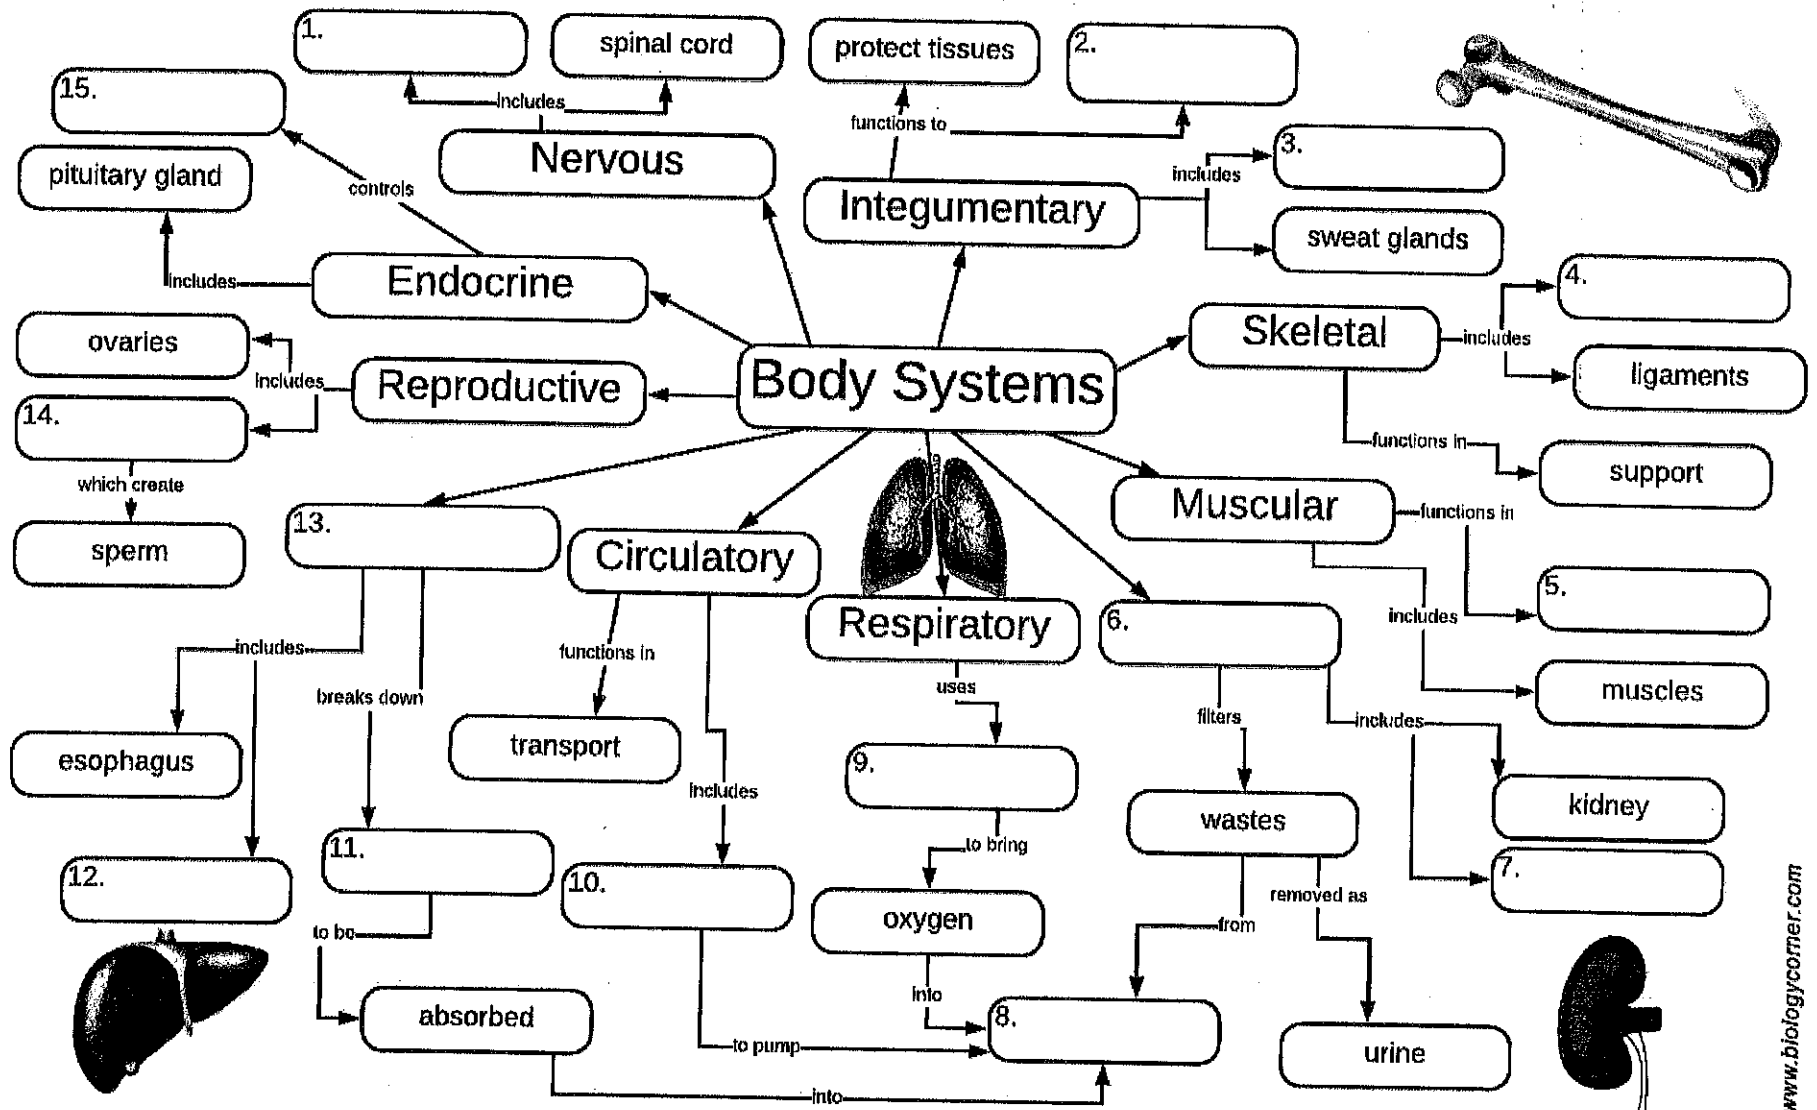 1.
spinal cord
protect tissues
2.
15.
includes
functions to
3.
pituitary gland
Nervous
includes
controls
Integumentary
sweat glands
4.
includes
Endocrine
ovaries
Skeletal
includes
includes
Reproductive
Body Systems
ligaments
14.
functions in
which create
support
13.
Muscular
functions in
sperm
Circulatory
5.
Respiratory
6.
includes
includes
functions in
breaks down
uses
muscles
filters
includes
esophagus
transport
9.
includes
kidney
wastes
11.
to bring
12.
10.
7.
removed as
oxygen
from
to be
into
absorbed
8.
to pump
urine
into
www.biologycorner.com